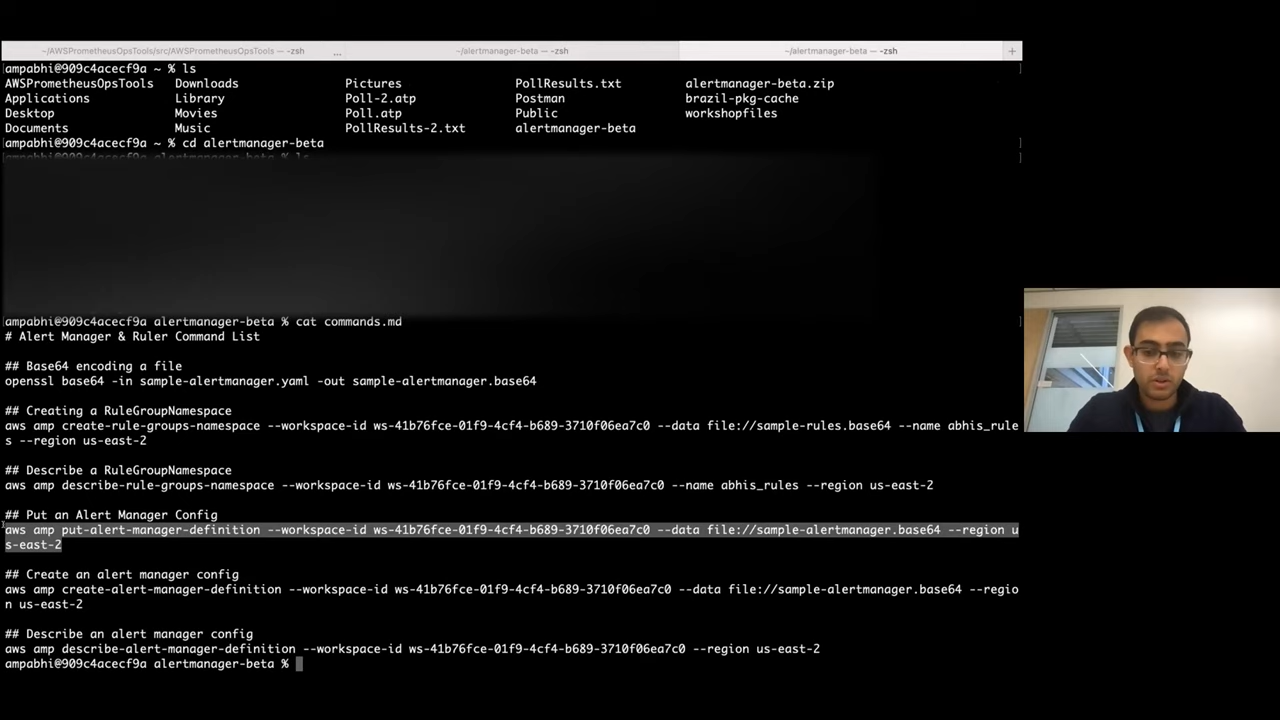 ~/AWSPrometheusOpsTools/src/AWSPrometheusOpsTools — -zsh ... ~/alertmanager-beta — -zsh ~/alertmanager-beta — -zsh +
ampabhi@909c4acecf9a ~ % ls
AWSPrometheusOpsTools Downloads Pictures PollResults.txt alertmanager-beta.zip
Applications Library Poll-2.atp Postman brazil-pkg-cache
Desktop Movies Poll.atp Public workshopfiles
Documents Music PollResults-2.txt alertmanager-beta
ampabhi@909c4acecf9a ~ % cd alertmanager-beta
ampabhi@909c4acecf9a alertmanager-beta % ls
ampabhi@909c4acecf9a alertmanager-beta % cat commands.md
# Alert Manager & Ruler Command List
## Base64 encoding a file
openssl base64 -in sample-alertmanager.yaml -out sample-alertmanager.base64
## Creating a RuleGroupNamespace
aws amp create-rule-groups-namespace --workspace-id ws-41b76fce-01f9-4cf4-b689-3710f06ea7c0 --data file://sample-rules.base64 --name abhis_rule
s --region us-east-2
## Describe a RuleGroupNamespace
aws amp describe-rule-groups-namespace --workspace-id ws-41b76fce-01f9-4cf4-b689-3710f06ea7c0 --name abhis_rules --region us-east-2
## Put an Alert Manager Config
aws amp put-alert-manager-definition --workspace-id ws-41b76fce-01f9-4cf4-b689-3710f06ea7c0 --data file://sample-alertmanager.base64 --region u
s-east-2
## Create an alert manager config
aws amp create-alert-manager-definition --workspace-id ws-41b76fce-01f9-4cf4-b689-3710f06ea7c0 --data file://sample-alertmanager.base64 --regio
n us-east-2
## Describe an alert manager config
aws amp describe-alert-manager-definition --workspace-id ws-41b76fce-01f9-4cf4-b689-3710f06ea7c0 --region us-east-2
ampabhi@909c4acecf9a alertmanager-beta %